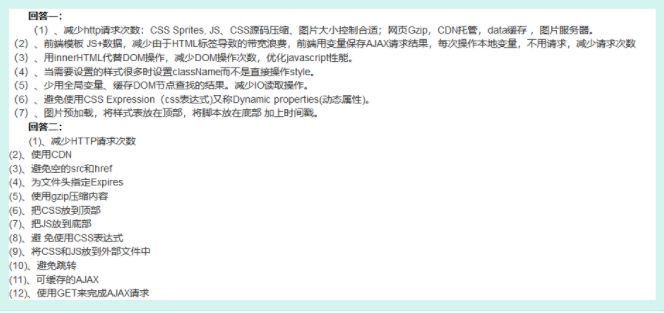 回答一：
（1）、减少http请求次数：CSS Sprites, JS、CSS源码压缩、图片大小控制合适；网页Gzip，CDN托管，data缓存 ，图片服务器。
（2）、前端模板 JS+数据，减少由于HTML标签导致的带宽浪费，前端用变量保存AJAX请求结果，每次操作本地变量，不用请求，减少请求次数
（3）、用innerHTML代替DOM操作，减少DOM操作次数，优化javascript性能。
（4）、当需要设置的样式很多时设置className而不是直接操作style。
（5）、少用全局变量、缓存DOM节点查找的结果。减少IO读取操作。
（6）、避免使用CSS Expression（css表达式)又称Dynamic properties(动态属性)。
（7）、图片预加载，将样式表放在顶部，将脚本放在底部 加上时间戳。
回答二：
(1)、减少HTTP请求次数
(2)、使用CDN
(3)、避免空的src和href
(4)、为文件头指定Expires
(5)、使用gzip压缩内容
(6)、把CSS放到顶部
(7)、把JS放到底部
(8)、避 免使用CSS表达式
(9)、将CSS和JS放到外部文件中
(10)、避免跳转
(11)、可缓存的AJAX
(12)、使用GET来完成AJAX请求